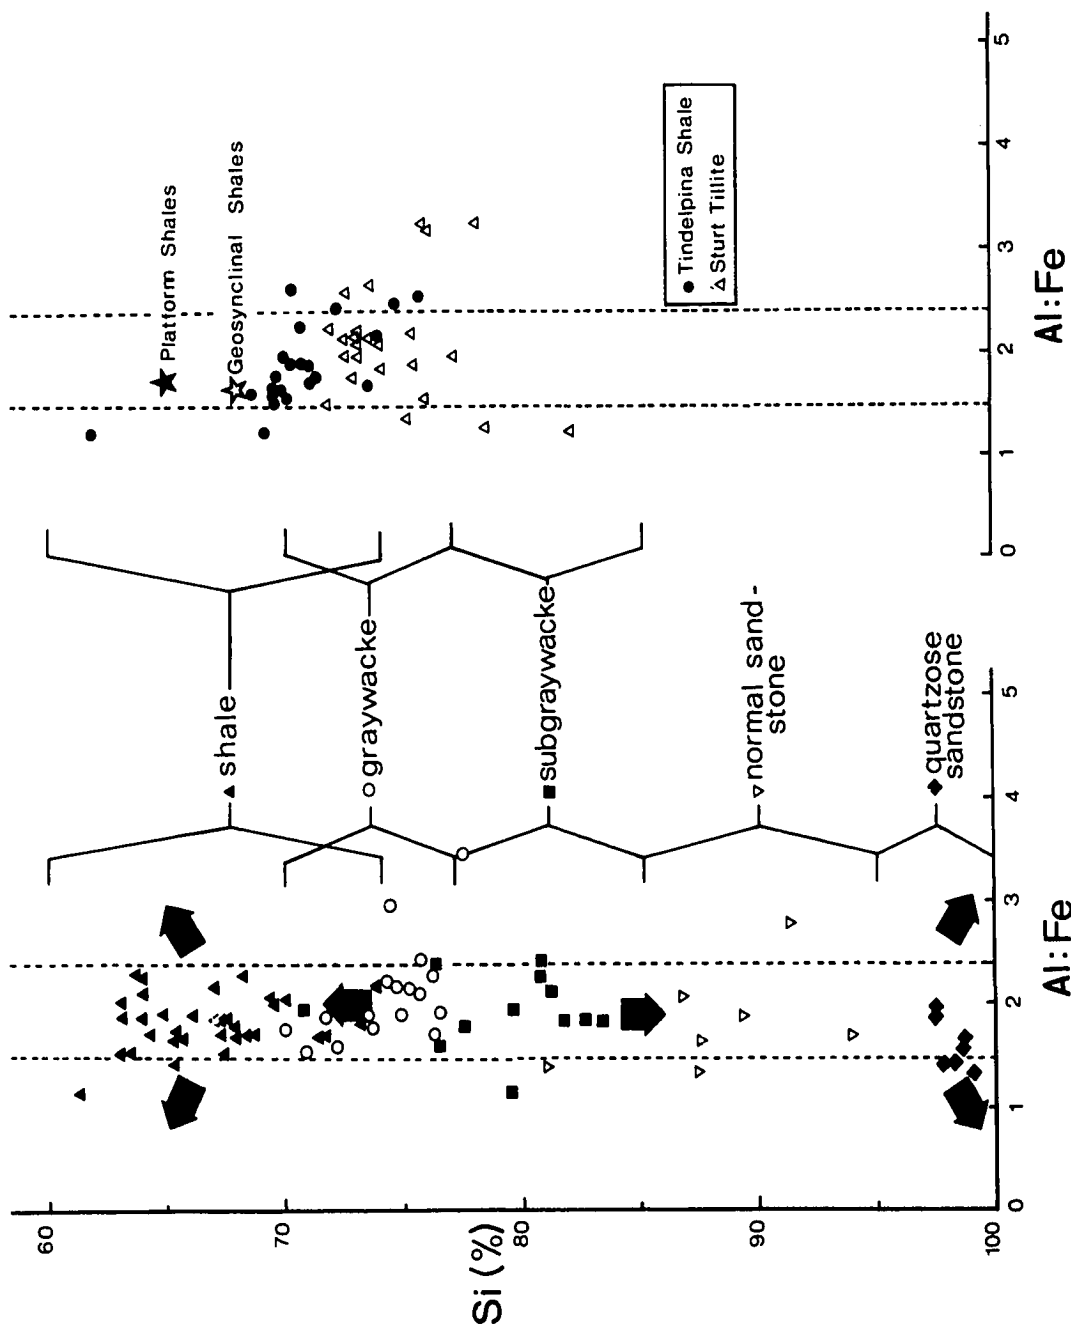 Platform Shales
Geosynclinal Shales
Tindelpina Shale
Sturt Tillite
0
1
2
3
4
5
Al:Fe
shale
graywacke
subgraywacke
normal sand-
stone
quartzose
sandstone
60
70
80
90
100
Si (%)
0
1
2
3
4
5
Al:Fe